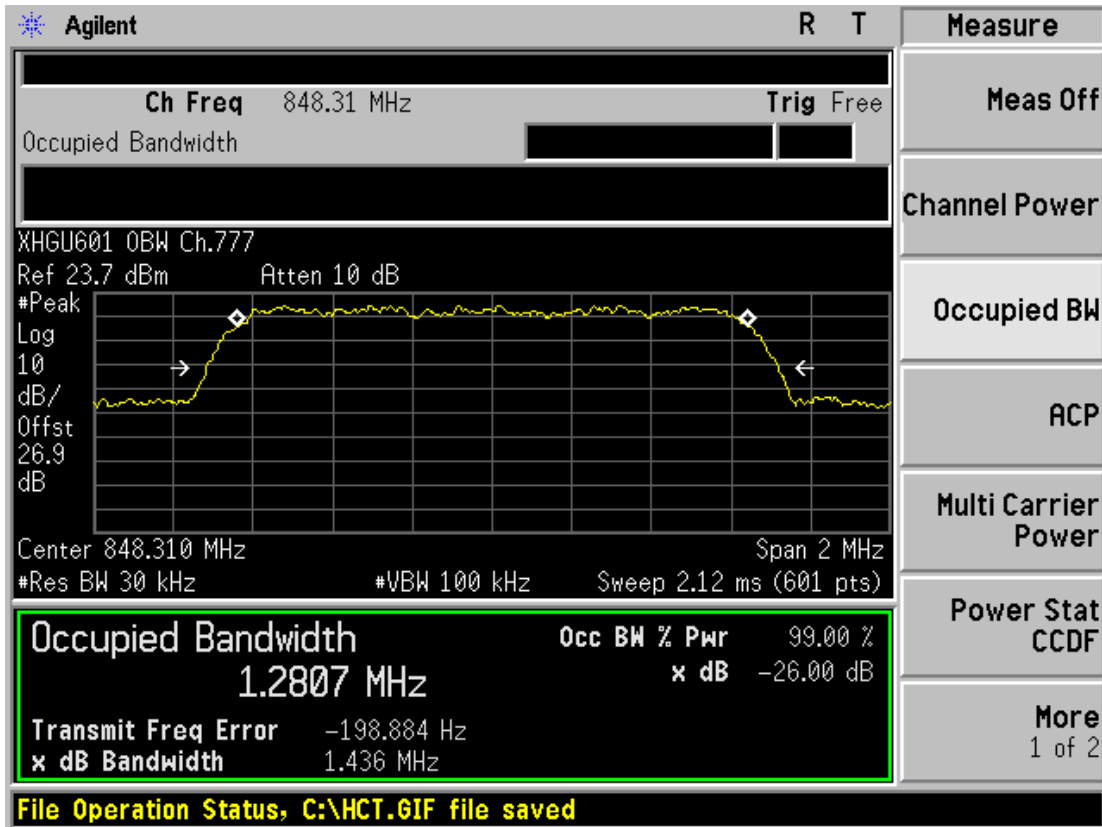 Agilent R T
Ch Freq 848.31 MHz Trig Free
Occupied Bandwidth
XHGU601 OBW Ch.777
Ref 23.7 dBm Atten 10 dB
#Peak
Log
10
dB/
Offst
26.9
dB
Center 848.310 MHz Span 2 MHz
#Res BW 30 kHz #VBW 100 kHz Sweep 2.12 ms (601 pts)
Occupied Bandwidth Occ BW % Pwr 99.00 %
1.2807 MHz x dB -26.00 dB
Transmit Freq Error -198.884 Hz
x dB Bandwidth 1.436 MHz
File Operation Status, C:\HCT.GIF file saved
Measure
Meas Off
Channel Power
Occupied BW
ACP
Multi Carrier
Power
Power Stat
CCDF
More
1 of 2